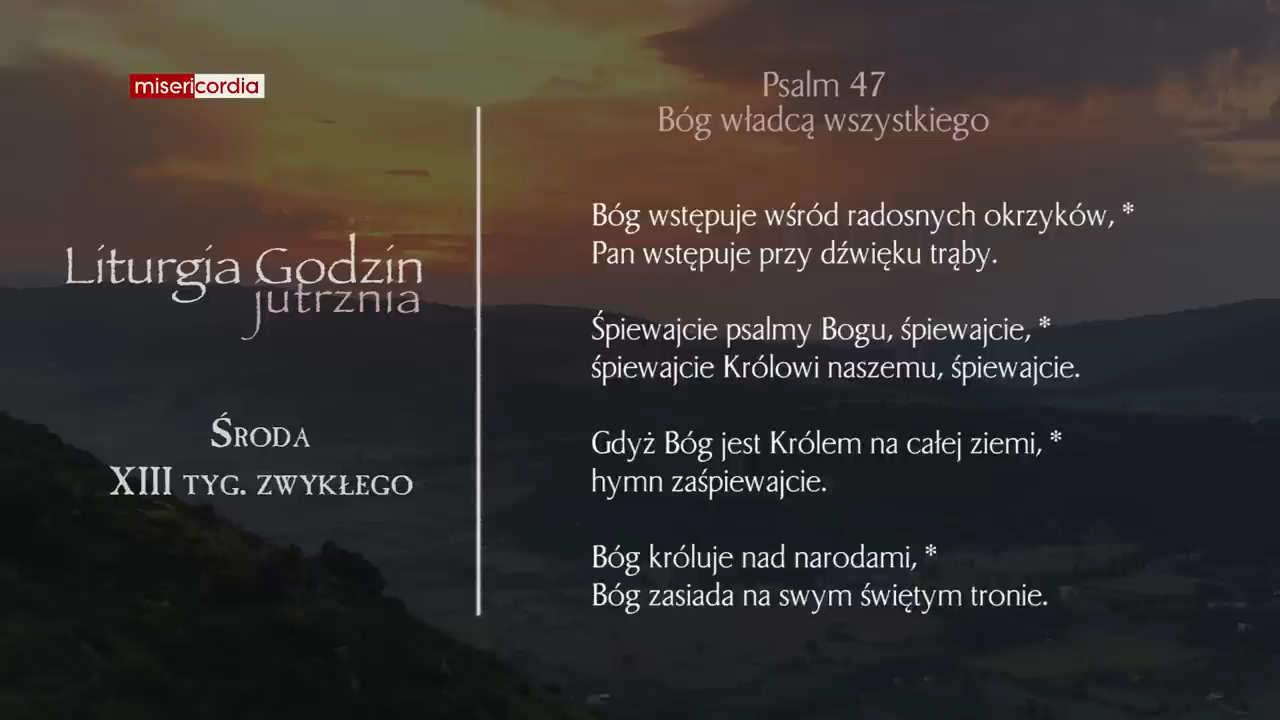 misericordia
Liturgia Godzin
jutrznia
Środa
XIII tyg. zwykłego
Psalm 47
Bóg władcą wszystkiego
Bóg wstępuje wśród radosnych okrzyków, *
Pan wstępuje przy dźwięku trąby.
Śpiewajcie psalmy Bogu, śpiewajcie, *
śpiewajcie Królowi naszemu, śpiewajcie.
Gdyż Bóg jest Królem na całej ziemi, *
hymn zaśpiewajcie.
Bóg króluje nad narodami, *
Bóg zasiada na swym świętym tronie.